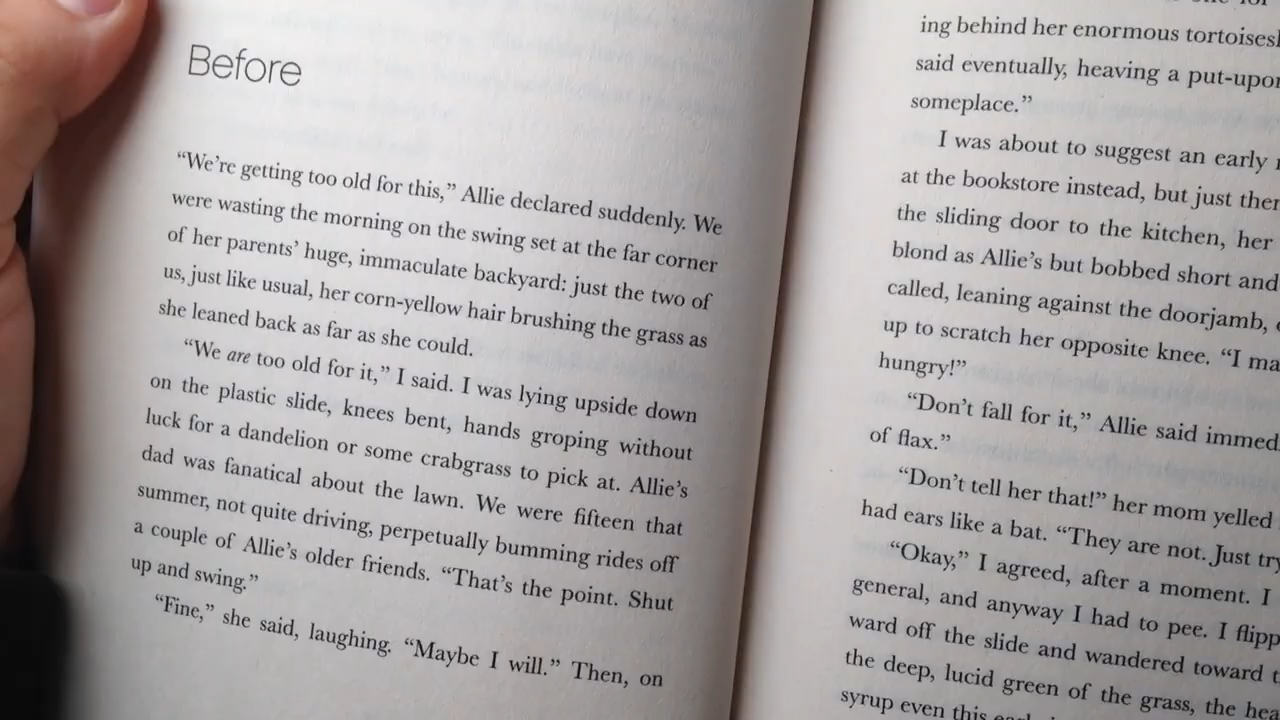 Before
“We’re getting too old for this,” Allie declared suddenly. We
were wasting the morning on the swing set at the far corner
of her parents’ huge, immaculate backyard: just the two of
us, just like usual, her corn-yellow hair brushing the grass as
she leaned back as far as she could.
“We are too old for it,” I said. I was lying upside down
on the plastic slide, knees bent, hands groping without
luck for a dandelion or some crabgrass to pick at. Allie’s
dad was fanatical about the lawn. We were fifteen that
summer, not quite driving, perpetually bumming rides off
a couple of Allie’s older friends. “That’s the point. Shut
up and swing.”
“Fine,” she said, laughing. “Maybe I will.” Then, on
ing behind her enormous
said eventually, heaving a put-upon
someplace.”
I was about to suggest an early
at the bookstore instead, but just
the sliding door to the kitchen, her
blond as Allie’s but bobbed short and
called, leaning against the doorjamb,
up to scratch her opposite knee. “I
hungry!”
“Don’t fall for it,” Allie said
of flax.”
“Don’t tell her that!” her mom yelled
had ears like a bat. “They are not. Just
“Okay,” I agreed, after a moment. I
general, and anyway I had to pee. I
ward off the slide and wandered toward
the deep, lucid green of the grass, the
syrup even this